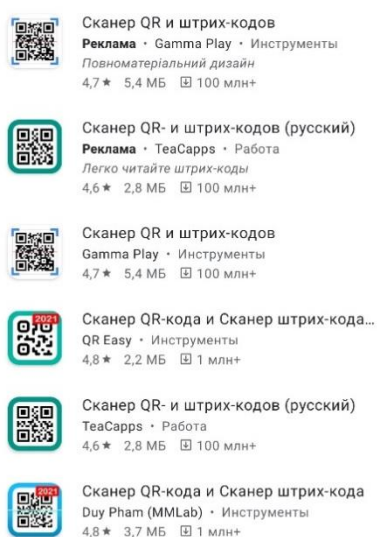 Сканер QR и штрих-кодов
Реклама • Gamma Play • Инструменты
Повноматеріальний дизайн
4,7★ 5,4 МБ 100 млн+
Сканер QR- и штрих-кодов (русский)
Реклама • TeaCapps • Работа
Легко читайте штрих-коды
4,6★ 2,8 МБ 100 млн+
Сканер QR и штрих-кодов
Gamma Play • Инструменты
4,7★ 5,4 МБ 100 млн+
2021
Сканер QR-кода и Сканер штрих-кода...
QR Easy • Инструменты
4,8★ 2,2 МБ 1 млн+
Сканер QR- и штрих-кодов (русский)
TeaCapps • Работа
4,6★ 2,8 МБ 100 млн+
2021
Сканер QR-кода и Сканер штрих-кода
Duy Pham (MMLab) • Инструменты
4,8★ 3,7 МБ 1 млн+